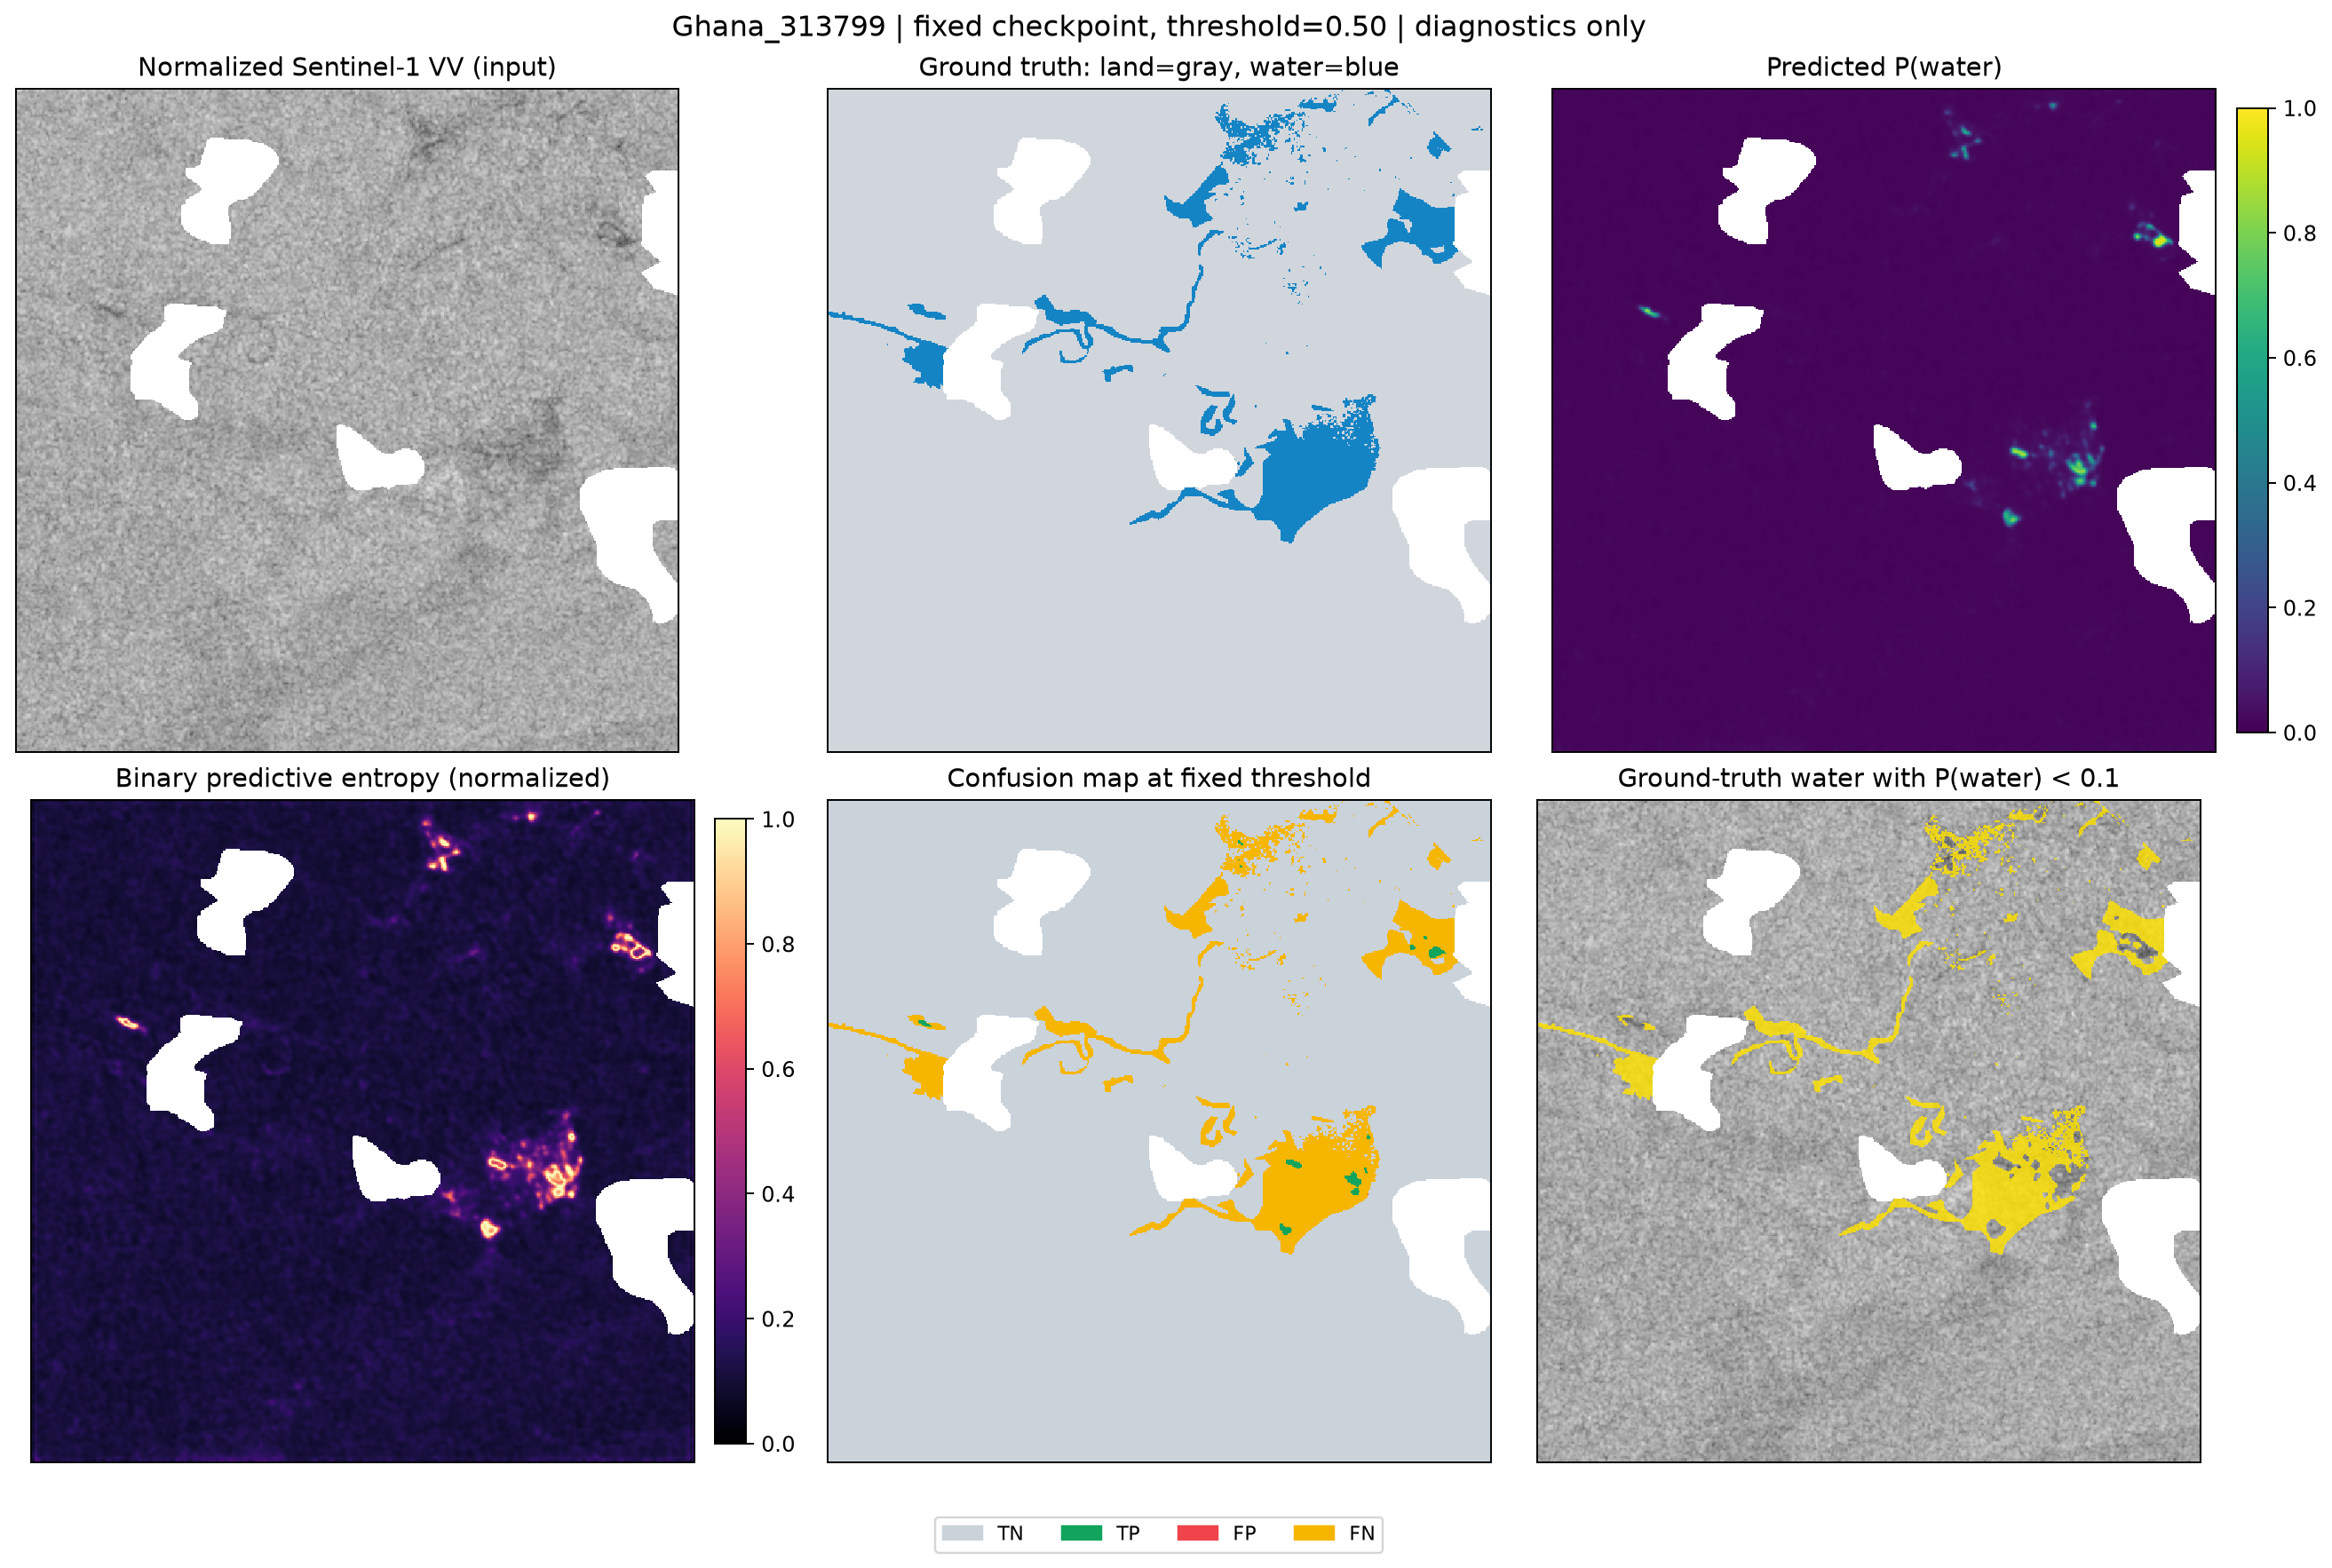 Ghana_313799 | fixed checkpoint, threshold=0.50 | diagnostics only
Normalized Sentinel-1 VV (input)
Ground truth: land=gray, water=blue
Predicted P(water)
1.0
0.8
0.6
0.4
0.2
0.0
Binary predictive entropy (normalized)
Confusion map at fixed threshold
Ground-truth water with P(water) < 0.1
1.0
0.8
0.6
0.4
0.2
0.0
TN TP FP FN